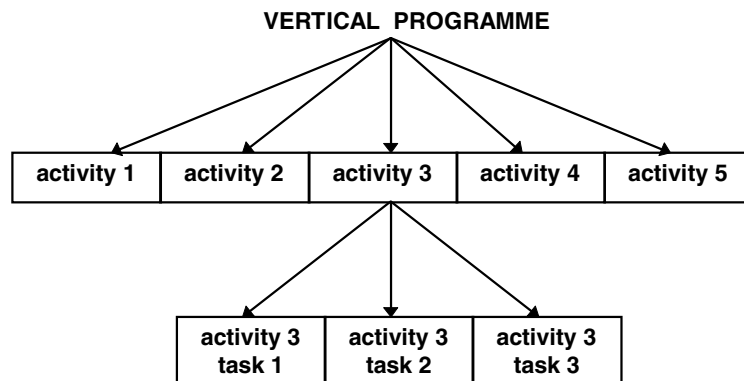 VERTICAL PROGRAMME
activity 1 activity 2 activity 3 activity 4 activity 5
activity 3 activity 3 activity 3
task 1 task 2 task 3